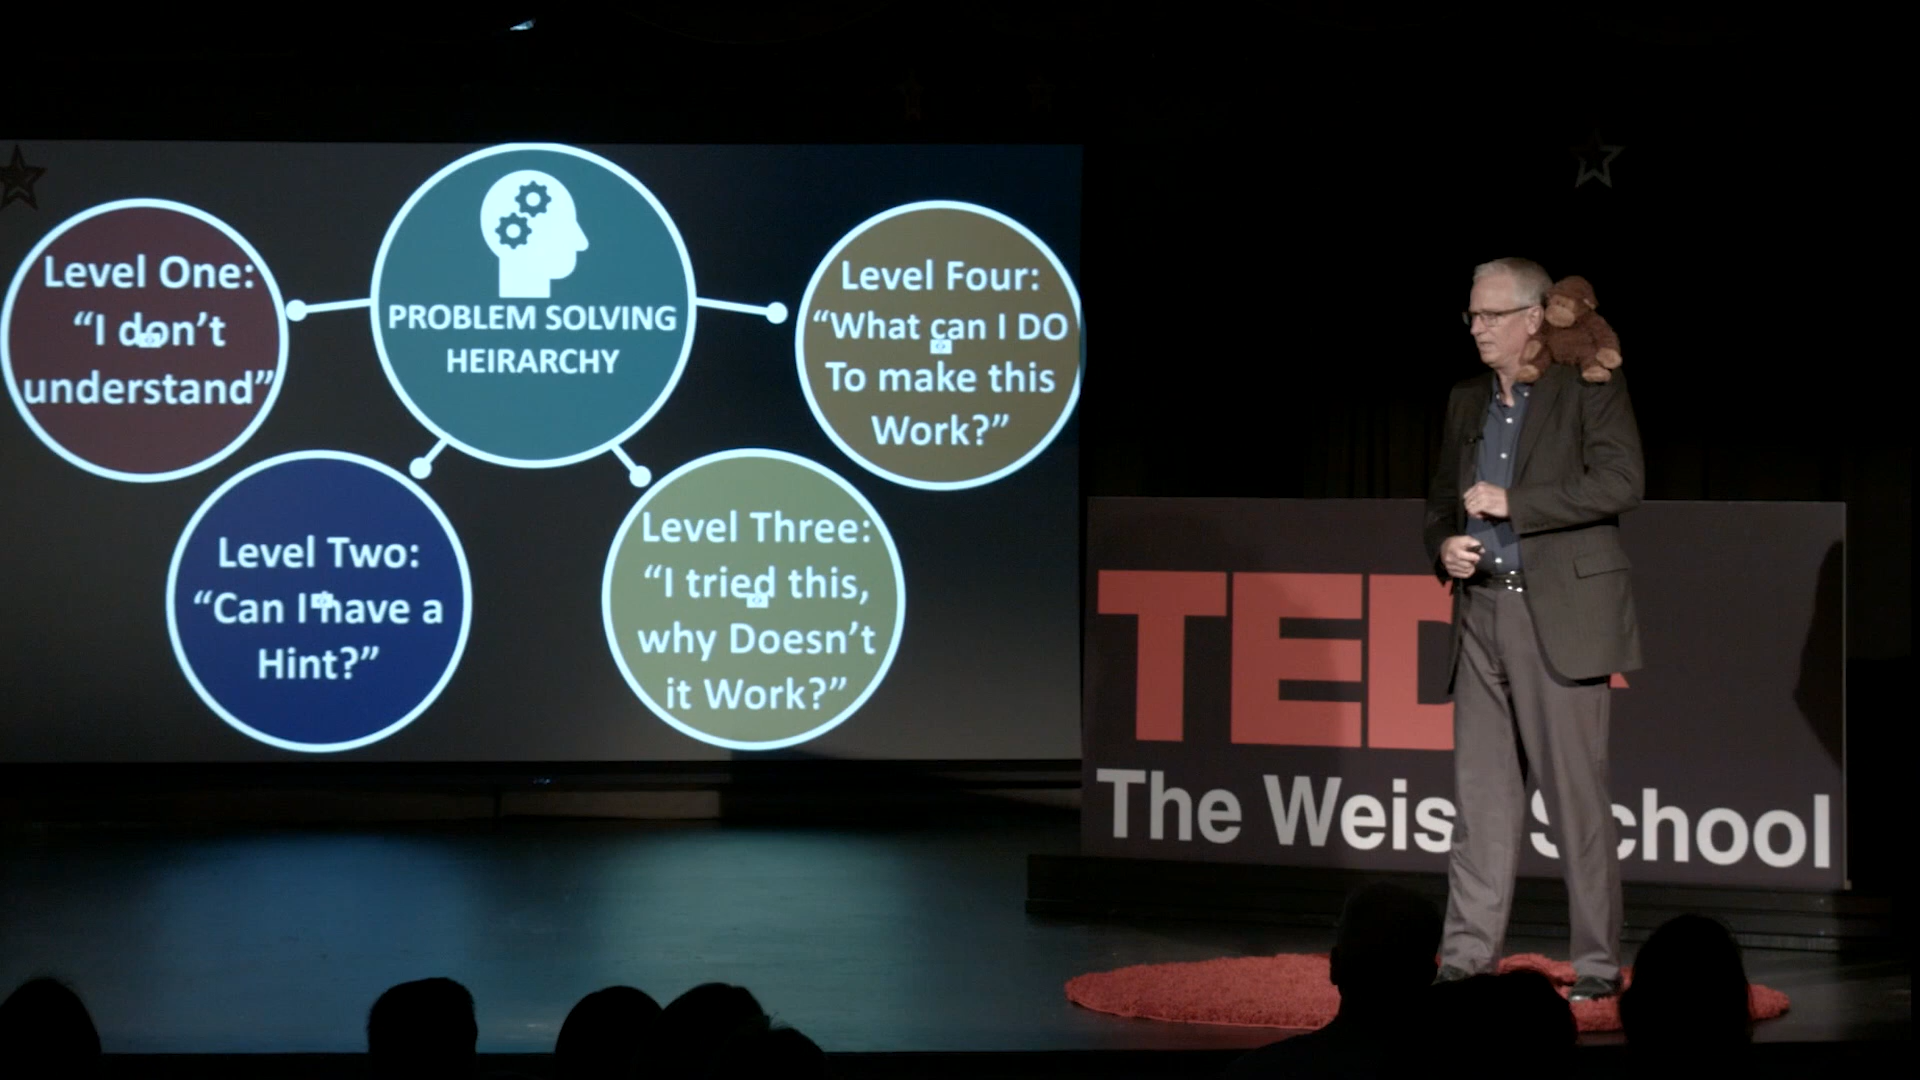 PROBLEM SOLVING
HEIRARCHY
Level One:
“I don’t
understand”
Level Two:
“Can I have a
Hint?”
Level Three:
“I tried this,
why Doesn’t
it Work?”
Level Four:
“What can I DO
To make this
Work?”
TED
The Weis School